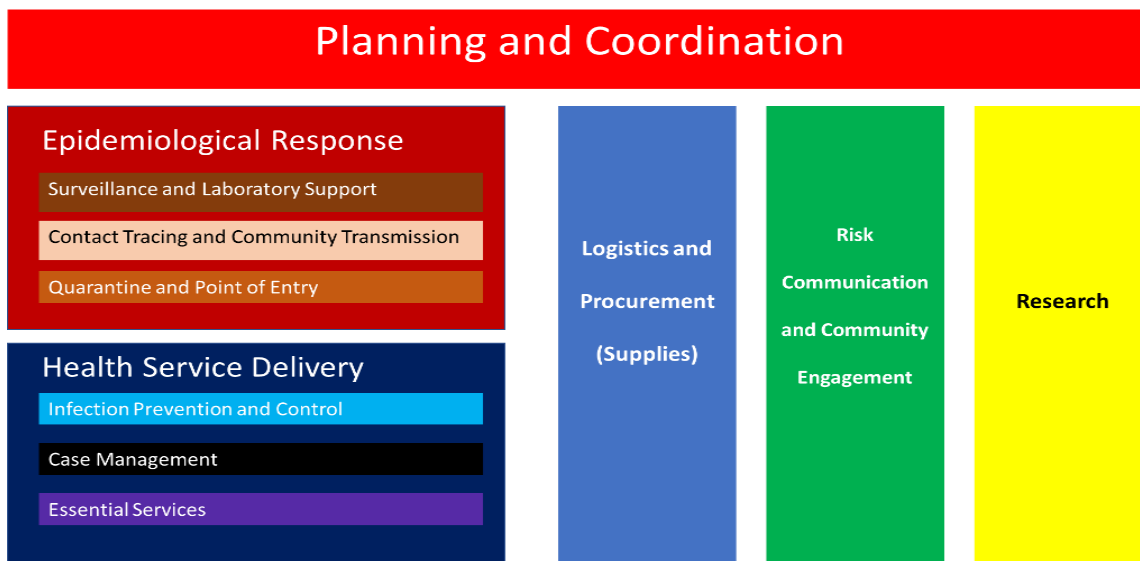 Planning and Coordination
Epidemiological Response
Surveillance and Laboratory Support
Contact Tracing and Community Transmission
Quarantine and Point of Entry
Health Service Delivery
Infection Prevention and Control
Case Management
Essential Services
Logistics and
Procurement
(Supplies)
Risk
Communication
and Community
Engagement
Research